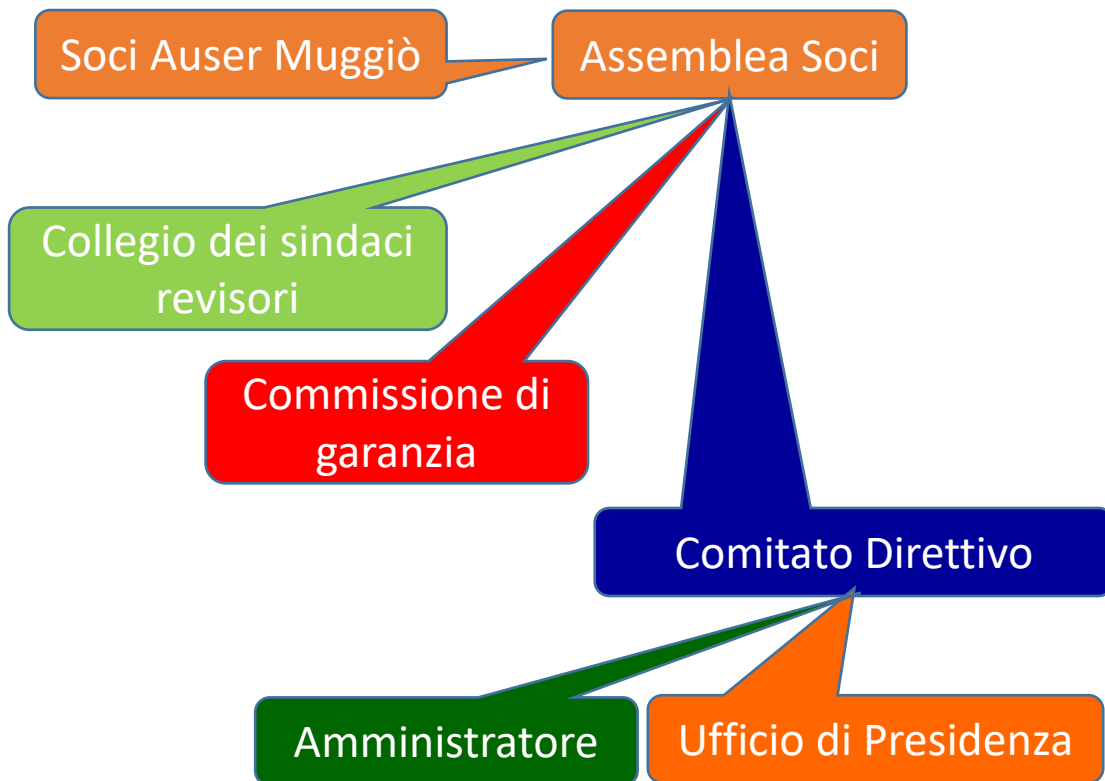 Soci Auser Muggiò
Assemblea Soci
Collegio dei sindaci
revisori
Commissione di
garanzia
Comitato Direttivo
Amministratore
Ufficio di Presidenza